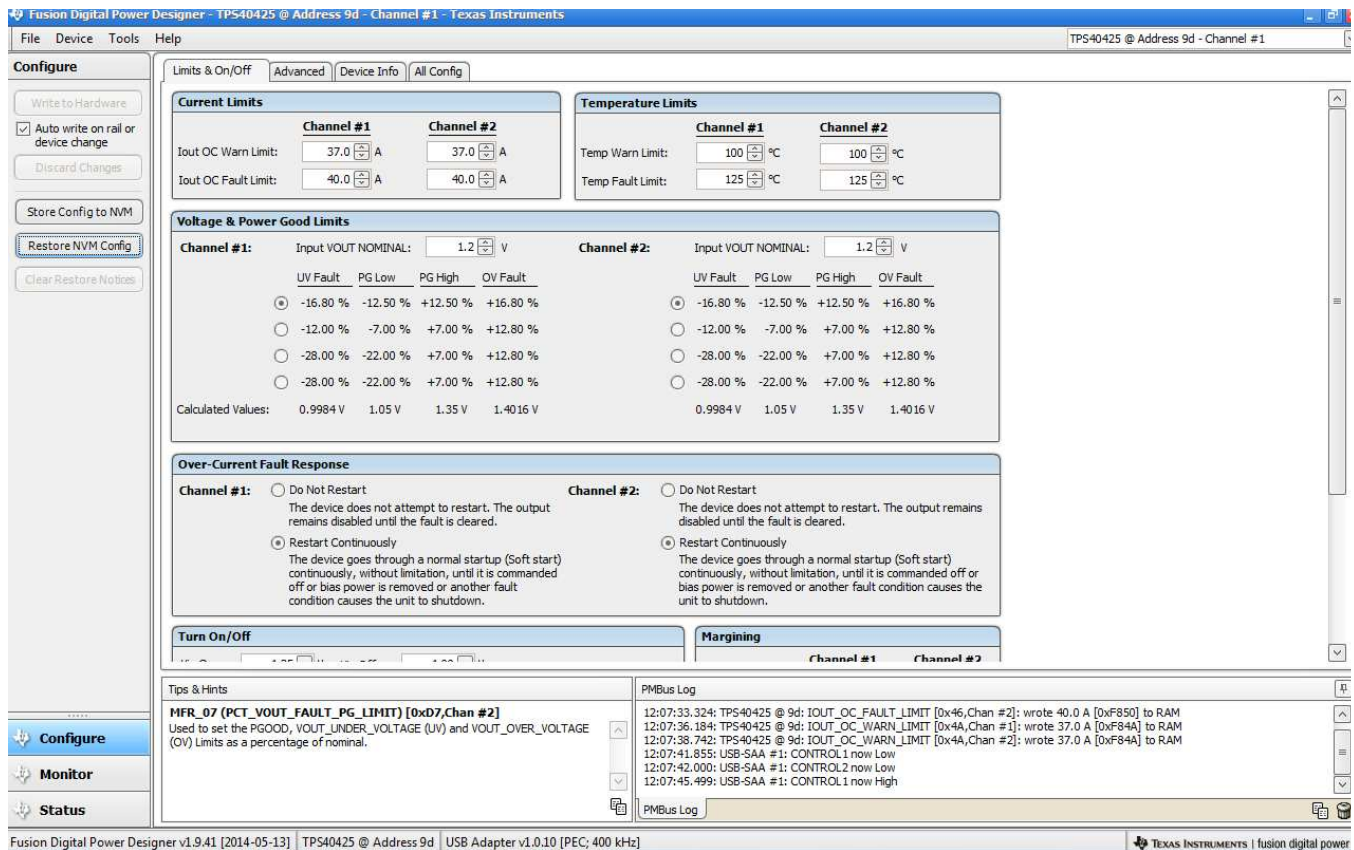 Fusion Digital Power Designer - TPS40425 @ Address 9d - Channel #1 - Texas Instruments
File Device Tools Help
TPS40425 @ Address 9d - Channel #1
Configure
Write to Hardware
Auto write on rail or
device change
Discard Changes
Store Config to NVM
Restore NVM Config
Clear Restore Notices
Limits & On/Off Advanced Device Info All Config
Current Limits
Channel #1 Channel #2
Iout OC Warn Limit: 37.0 A 37.0 A
Iout OC Fault Limit: 40.0 A 40.0 A
Temperature Limits
Channel #1 Channel #2
Temp Warn Limit: 100 ºC 100 ºC
Temp Fault Limit: 125 ºC 125 ºC
Voltage & Power Good Limits
Channel #1: Input VOUT NOMINAL: 1.2 V Channel #2: Input VOUT NOMINAL: 1.2 V
UV Fault PG Low PG High OV Fault UV Fault PG Low PG High OV Fault
-16.80 % -12.50 % +12.50 % +16.80 % -16.80 % -12.50 % +12.50 % +16.80 %
-12.00 % -7.00 % +7.00 % +12.80 % -12.00 % -7.00 % +7.00 % +12.80 %
-28.00 % -22.00 % +7.00 % +12.80 % -28.00 % -22.00 % +7.00 % +12.80 %
-28.00 % -22.00 % +7.00 % +12.80 % -28.00 % -22.00 % +7.00 % +12.80 %
Calculated Values: 0.9984 V 1.05 V 1.35 V 1.4016 V 0.9984 V 1.05 V 1.35 V 1.4016 V
Over-Current Fault Response
Channel #1: Do Not Restart
The device does not attempt to restart. The output
remains disabled until the fault is cleared.
Restart Continuously
The device goes through a normal startup (Soft start)
continuously, without limitation, until it is commanded
off or bias power is removed or another fault
condition causes the unit to shutdown.
Channel #2: Do Not Restart
The device does not attempt to restart. The output remains
disabled until the fault is cleared.
Restart Continuously
The device goes through a normal startup (Soft start)
continuously, without limitation, until it is commanded off or
bias power is removed or another fault condition causes the
unit to shutdown.
Turn On/Off
Margining
Channel #1 Channel #2
Tips & Hints
MFR_07 (PCT_VOUT_FAULT_PG_LIMIT) [0xD7,Chan #2]
Used to set the PGOOD, VOUT_UNDER_VOLTAGE (UV) and VOUT_OVER_VOLTAGE
(OV) Limits as a percentage of nominal.
PMBus Log
12:07:33.324: TPS40425 @ 9d: IOUT_OC_FAULT_LIMIT [0x46,Chan #2]: wrote 40.0 A [0xF850] to RAM
12:07:36.184: TPS40425 @ 9d: IOUT_OC_WARN_LIMIT [0x4A,Chan #1]: wrote 37.0 A [0xF84A] to RAM
12:07:38.742: TPS40425 @ 9d: IOUT_OC_WARN_LIMIT [0x4A,Chan #2]: wrote 37.0 A [0xF84A] to RAM
12:07:41.855: USB-SAA #1: CONTROL1 now Low
12:07:42.000: USB-SAA #1: CONTROL2 now Low
12:07:45.499: USB-SAA #1: CONTROL1 now High
PMBus Log
Configure
Monitor
Status
Fusion Digital Power Designer v1.9.41 [2014-05-13] TPS40425 @ Address 9d USB Adapter v1.0.10 [PEC; 400 kHz]
TEXAS INSTRUMENTS | fusion digital power